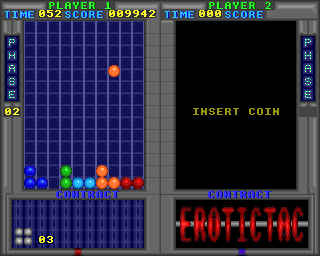 PLAYER 1
PLAYER 2
TIME 052 SCORE 009942
TIME 000 SCORE
PHASE
02
PHASE
INSERT COIN
CONTRACT
CONTRACT
03
EROTICTAC